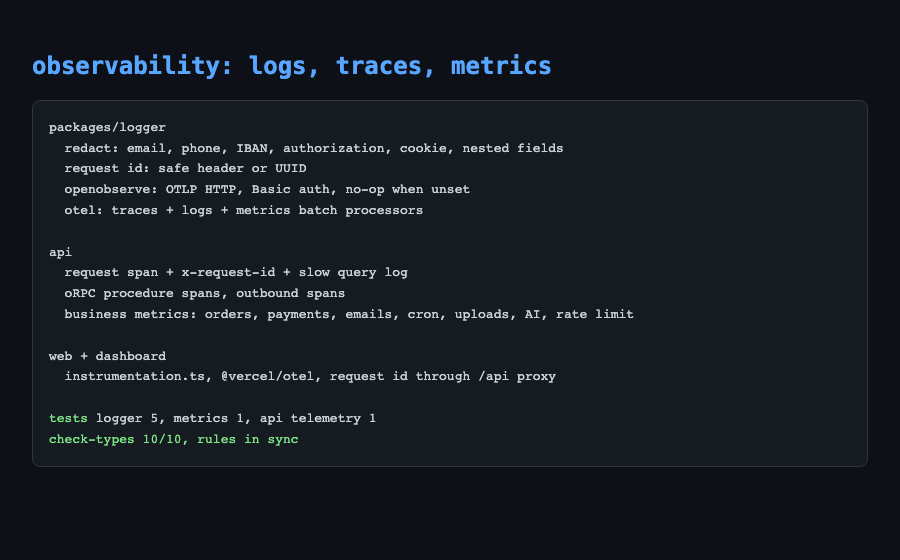 observability: logs, traces, metrics
packages/logger
redact: email, phone, IBAN, authorization, cookie, nested fields
request id: safe header or UUID
openobserve: OTLP HTTP, Basic auth, no-op when unset
otel: traces + logs + metrics batch processors
api
request span + x-request-id + slow query log
oRPC procedure spans, outbound spans
business metrics: orders, payments, emails, cron, uploads, AI, rate limit
web + dashboard
instrumentation.ts, @vercel/otel, request id through /api proxy
tests logger 5, metrics 1, api telemetry 1
check-types 10/10, rules in sync